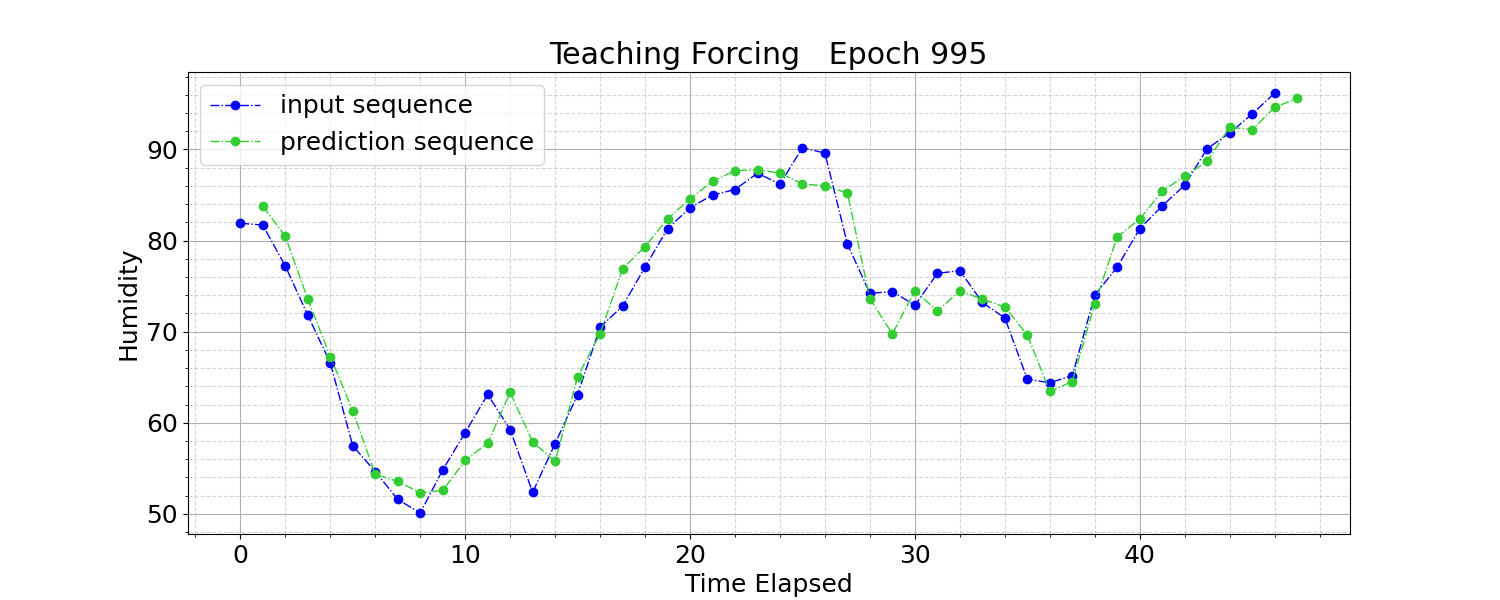 Teaching Forcing   Epoch 995
input sequence
prediction sequence
Humidity
90
80
70
60
50
0 10 20 30 40
Time Elapsed